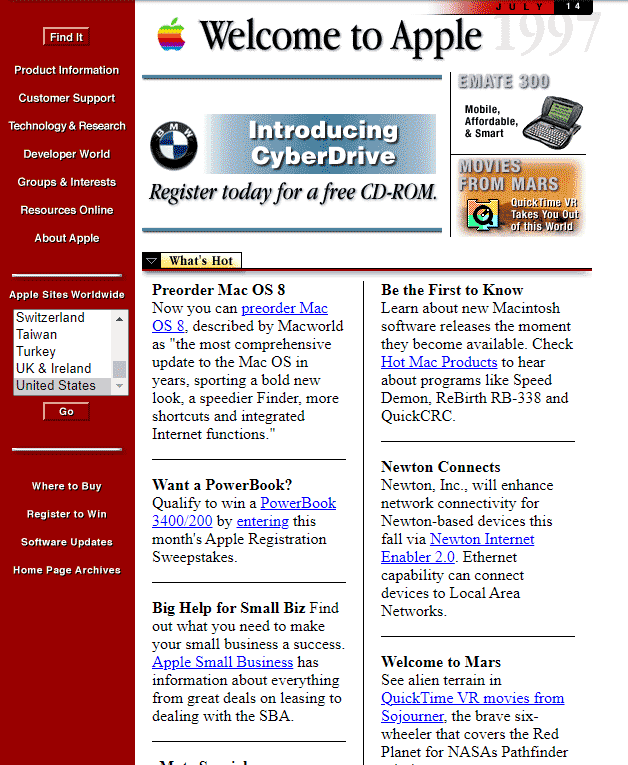 JULY 14
1997
Welcome to Apple
Find It
Product Information
Customer Support
Technology & Research
Developer World
Groups & Interests
Resources Online
About Apple
Apple Sites Worldwide
Switzerland
Taiwan
Turkey
UK & Ireland
United States
Go
Where to Buy
Register to Win
Software Updates
Home Page Archives
BMW
Introducing
CyberDrive
Register today for a free CD-ROM.
EMATE 300
Mobile,
Affordable,
& Smart
MOVIES
FROM MARS
QuickTime VR
Takes You Out
of this World
What's Hot
Preorder Mac OS 8
Now you can preorder Mac
OS 8, described by Macworld
as "the most comprehensive
update to the Mac OS in
years, sporting a bold new
look, a speedier Finder, more
shortcuts and integrated
Internet functions."
Want a PowerBook?
Qualify to win a PowerBook
3400/200 by entering this
month's Apple Registration
Sweepstakes.
Big Help for Small Biz Find
out what you need to make
your small business a success.
Apple Small Business has
information about everything
from great deals on leasing to
dealing with the SBA.
Be the First to Know
Learn about new Macintosh
software releases the moment
they become available. Check
Hot Mac Products to hear
about programs like Speed
Demon, ReBirth RB-338 and
QuickCRC.
Newton Connects
Newton, Inc., will enhance
network connectivity for
Newton-based devices this
fall via Newton Internet
Enabler 2.0. Ethernet
capability can connect
devices to Local Area
Networks.
Welcome to Mars
See alien terrain in
QuickTime VR movies from
Sojourner, the brave six-
wheeler that covers the Red
Planet for NASAs Pathfinder